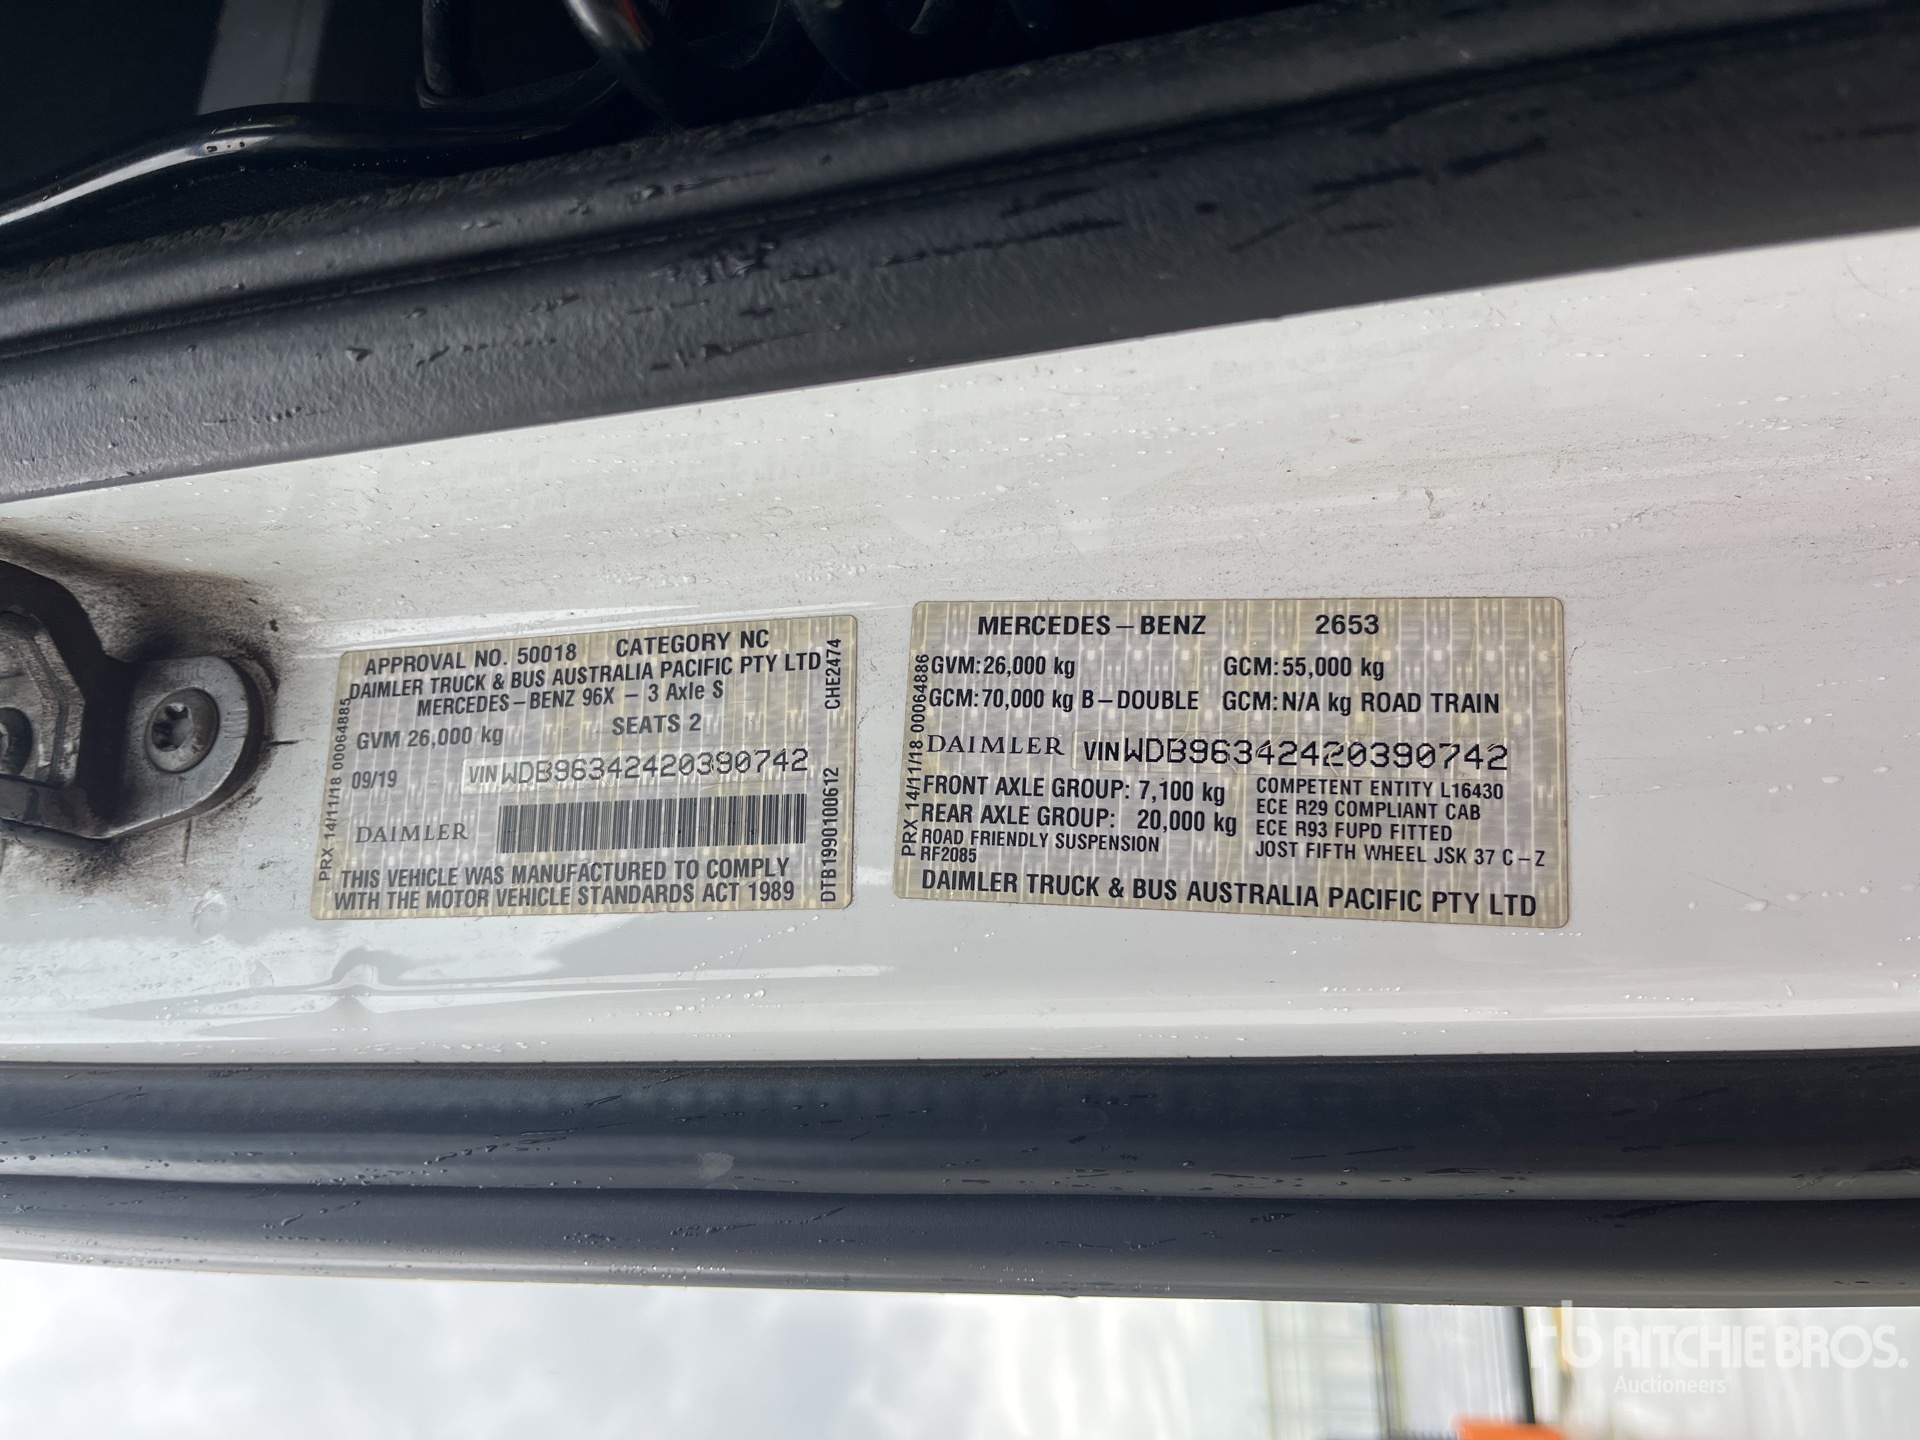 APPROVAL NO. 50018 CATEGORY NC
DAIMLER TRUCK & BUS AUSTRALIA PACIFIC PTY LTD
MERCEDES-BENZ 96X - 3 Axle S
GVM 26,000 kg SEATS 2
09/19 VIN WDB96342420390742
DAIMLER
THIS VEHICLE WAS MANUFACTURED TO COMPLY
WITH THE MOTOR VEHICLE STANDARDS ACT 1989
PRX 14/11/18 00064885
CHE2474
DTB199010061​2
MERCEDES-BENZ 2653
GVM: 26,000 kg GCM: 55,000 kg
GCM: 70,000 kg B-DOUBLE GCM: N/A kg ROAD TRAIN
DAIMLER VIN WDB96342420390742
FRONT AXLE GROUP: 7,100 kg
REAR AXLE GROUP: 20,000 kg
ROAD FRIENDLY SUSPENSION
RF2085
COMPETENT ENTITY L16430
ECE R29 COMPLIANT CAB
ECE R93 FUPD FITTED
JOST FIFTH WHEEL JSK 37 C-Z
DAIMLER TRUCK & BUS AUSTRALIA PACIFIC PTY LTD
PRX 14/11/18 00064886
rb RITCHIE BROS.
Auctioneers